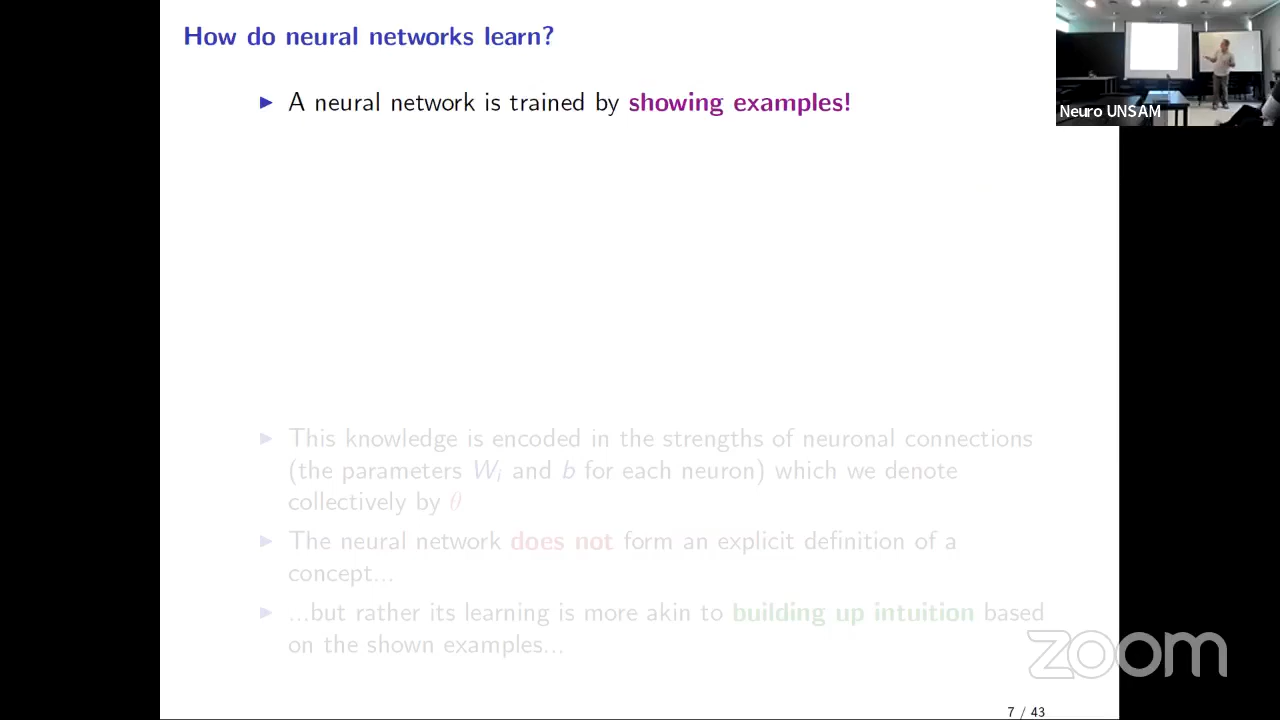 How do neural networks learn?
► A neural network is trained by showing examples!
Neuro UNSAM
► This knowledge is encoded in the strengths of neuronal connections
(the parameters Wᵢ and b for each neuron) which we denote
collectively by θ
► The neural network does not form an explicit definition of a
concept...
► ...but rather its learning is more akin to building up intuition based
on the shown examples...
zoom
7 / 43